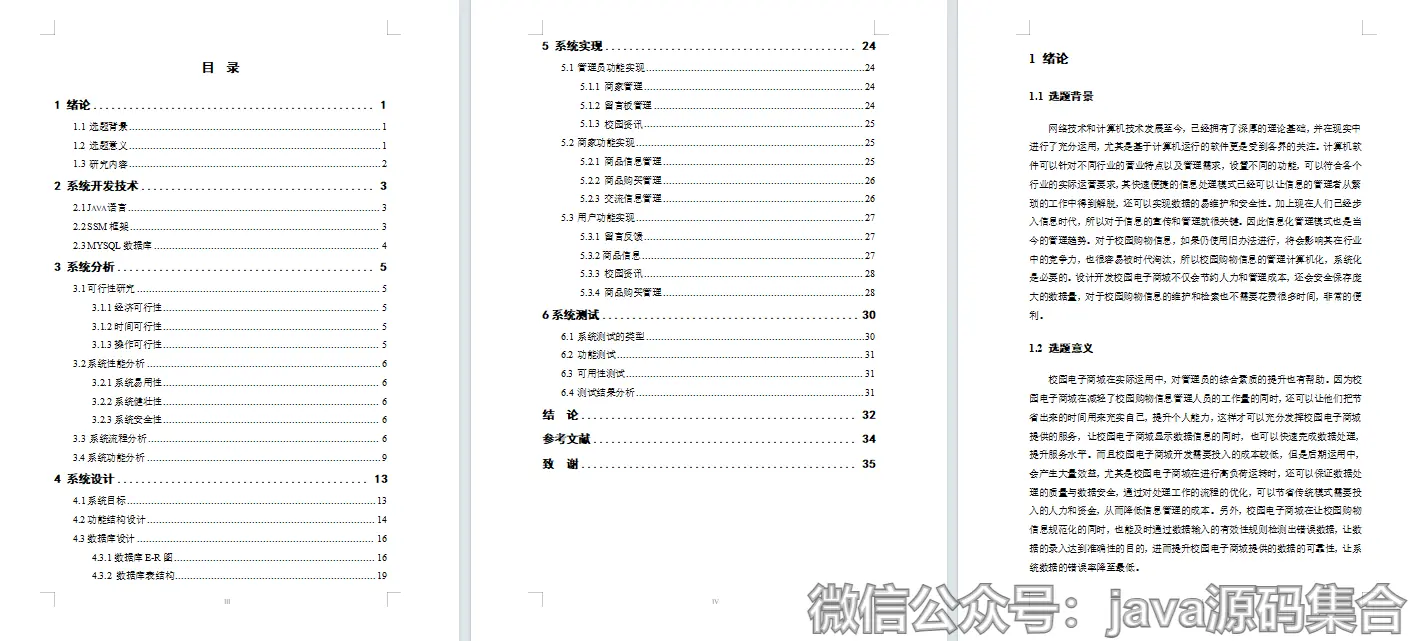 目 录
1 绪论 1
1.1 选题背景 1
1.2 选题意义 1
1.3 研究内容 2
2 系统开发技术 3
2.1JAVA语言 3
2.2SSM框架 3
2.3MYSQL数据库 4
3 系统分析 5
3.1可行性研究 5
3.1.1经济可行性 5
3.1.2时间可行性 5
3.1.3操作可行性 5
3.2系统性能分析 6
3.2.1系统易用性 6
3.2.2系统健壮性 6
3.2.3系统安全性 6
3.3 系统流程分析 6
3.4 系统功能分析 9
4 系统设计 13
4.1系统目标 13
4.2功能结构设计 14
4.3数据库设计 16
4.3.1数据库E-R图 16
4.3.2 数据库表结构 19
III
5 系统实现 24
5.1 管理员功能实现 24
5.1.1 商家管理 24
5.1.2 留言板管理 24
5.1.3 校园资讯 25
5.2 商家功能实现 25
5.2.1 商品信息管理 25
5.2.2 商品购买管理 26
5.2.3 交流信息管理 26
5.3 用户功能实现 27
5.3.1 留言反馈 27
5.3.2商品信息 27
5.3.3 校园资讯 28
5.3.4 商品购买管理 28
6系统测试 30
6.1 系统测试的类型 30
6.2 功能测试 31
6.3 可用性测试 31
6.4 测试结果分析 31
结 论 32
参考文献 34
致 谢 35
IV
1 绪论
1.1 选题背景
网络技术和计算机技术发展至今，已经拥有了深厚的理论基础，并在现实中
进行了充分运用，尤其是基于计算机运行的软件更是受到各界的关注。计算机软
件可以针对不同行业的营业特点以及管理需求，设置不同的功能，可以符合各个
行业的实际运营要求，其快速便捷的信息处理模式已经可以让信息的管理者从繁
琐的工作中得到解脱，还可以实现数据的易维护和安全性。加上现在人们已经步
入信息时代，所以对于信息的宣传和管理就很关键。因此信息化管理模式也是当
今的管理趋势。对于校园购物信息，如果仍使用旧办法进行，将会影响其在行业
中的竞争力，也很容易被时代淘汰，所以校园购物信息的管理计算机化，系统化
是必要的。设计开发校园电子商城不仅会节约人力和管理成本，还会安全保存庞
大的数据量，对于校园购物信息的维护和检索也不需要花费很多时间，非常的便
利。
1.2 选题意义
校园电子商城在实际运用中，对管理员的综合素质的提升也有帮助。因为校
园电子商城在减轻了校园购物信息管理人员的工作量的同时，还可以让他们把节
省出来的时间用来充实自己，提升个人能力，这样才可以充分发挥校园电子商城
提供的服务，让校园电子商城显示数据信息的同时，也可以快速完成数据处理，
提升服务水平。而且校园电子商城开发需要投入的成本较低，但是后期运用中，
会产生大量效益，尤其是校园电子商城在进行高负荷运转时，还可以保证数据处
理的质量与数据安全，通过对处理工作的流程的优化，可以节省传统模式需要投
入的人力和资金，从而降低信息管理的成本。另外，校园电子商城在让校园购物
信息规范化的同时，也能及时通过数据输入的有效性规则检测出错误数据，让数
据的录入达到准确性的目的，进而提升校园电子商城提供的数据的可靠性，让系
统数据的错误率降至最低。
微信公众号：java源码集合